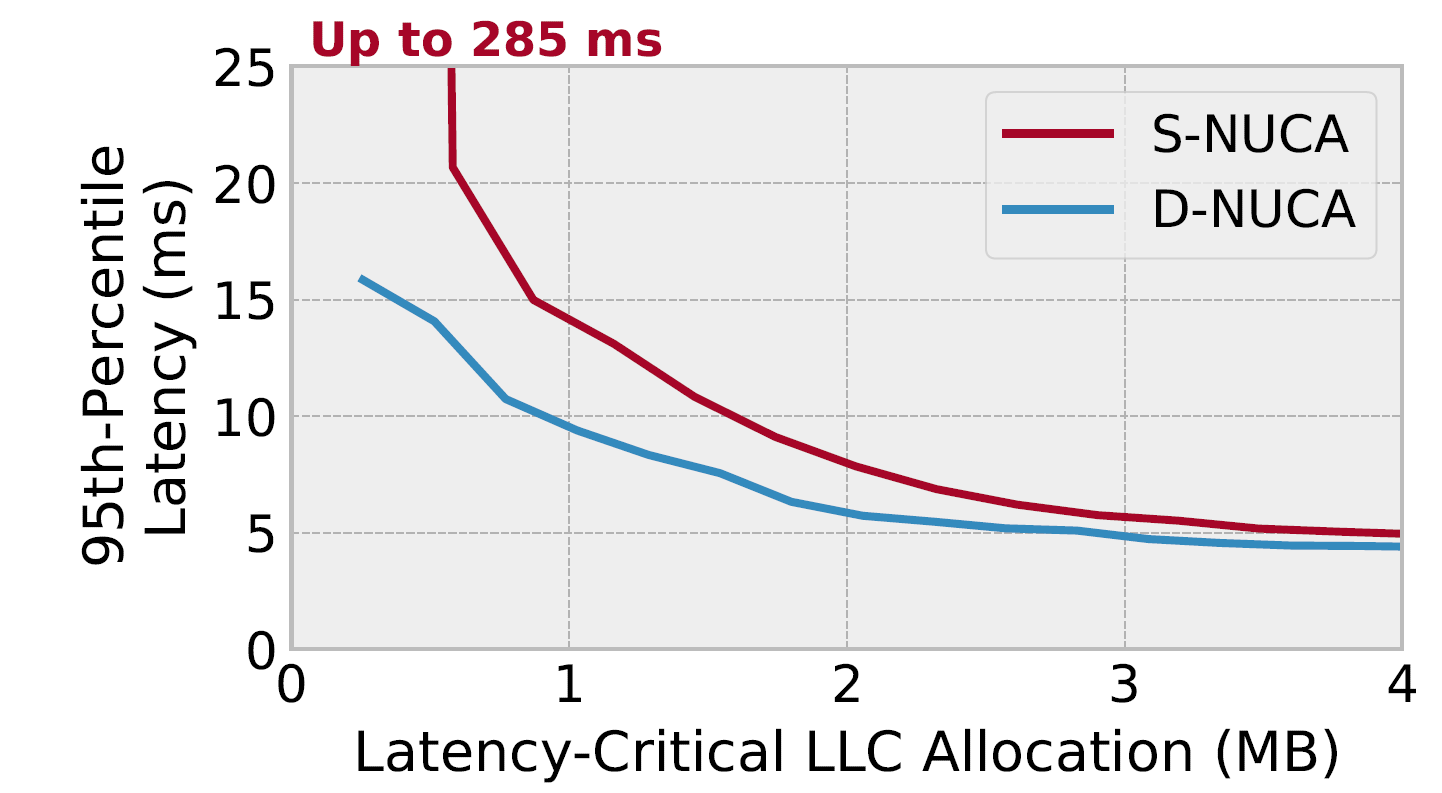 Up to 285 ms
25
20
15
10
5
0
95th-Percentile
Latency (ms)
S-NUCA
D-NUCA
0 1 2 3 4
Latency-Critical LLC Allocation (MB)